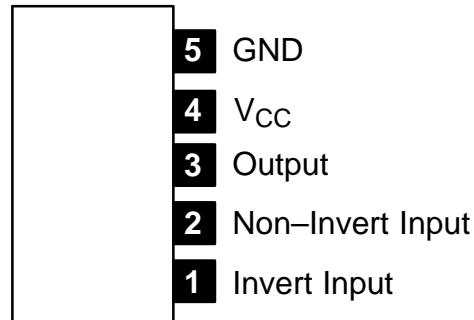 5 GND
4 VCC
3 Output
2 Non–Invert Input
1 Invert Input